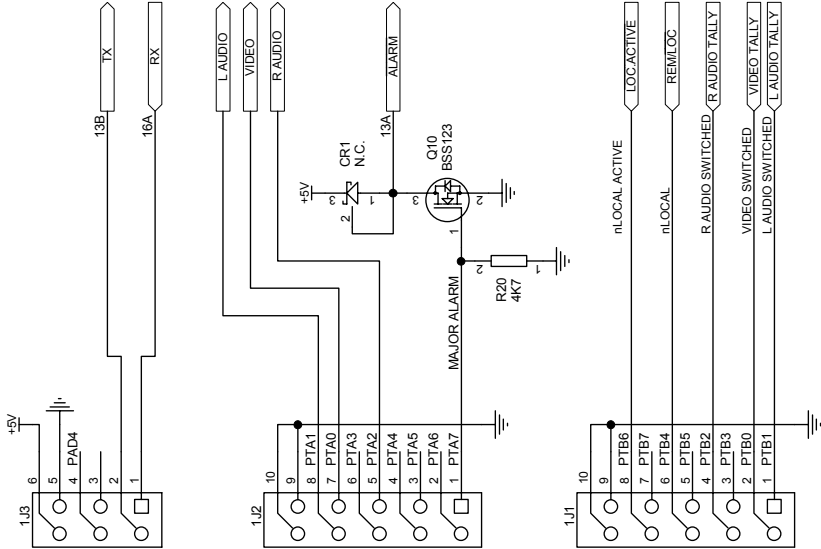 TX
RX
13B
16A
+5V
6
5
4
3
2
1
PAD4
1J3
L AUDIO
VIDEO
R AUDIO
ALARM
13A
+5V
CR1
N.C.
3
1
2
Q10
BSS123
3
2
1
R20
4K7
2
1
MAJOR ALARM
10
9
8
7
6
5
4
3
2
1
PTA1
PTA0
PTA3
PTA2
PTA4
PTA5
PTA6
PTA7
1J2
LOC.ACTIVE
REM/LOC
R AUDIO TALLY
VIDEO TALLY
L AUDIO TALLY
nLOCAL ACTIVE
nLOCAL
R AUDIO SWITCHED
VIDEO SWITCHED
L AUDIO SWITCHED
10
9
8
7
6
5
4
3
2
1
PTB6
PTB7
PTB4
PTB5
PTB2
PTB3
PTB0
PTB1
1J1